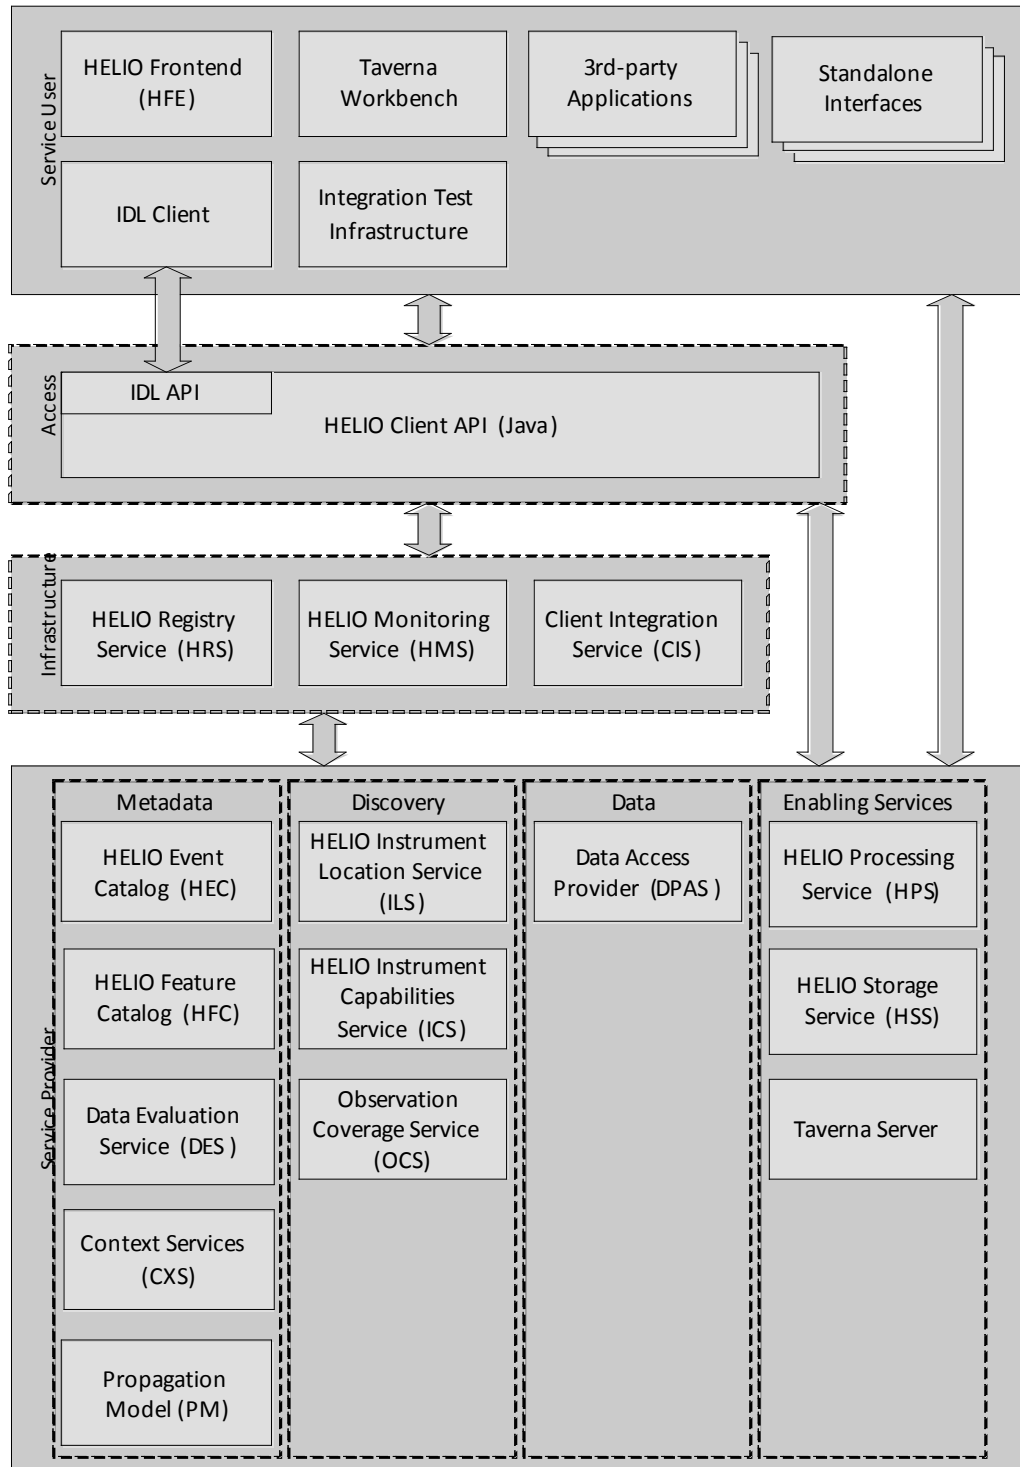 Service User
HELIO Frontend
(HFE)
Taverna
Workbench
3rd-party
Applications
Standalone
Interfaces
IDL Client
Integration Test
Infrastructure
Access
IDL API
HELIO Client API (Java)
Infrastructure
HELIO Registry
Service (HRS)
HELIO Monitoring
Service (HMS)
Client Integration
Service (CIS)
Service Provider
Metadata
HELIO Event
Catalog (HEC)
HELIO Feature
Catalog (HFC)
Data Evaluation
Service (DES)
Context Services
(CXS)
Propagation
Model (PM)
Discovery
HELIO Instrument
Location Service
(ILS)
HELIO Instrument
Capabilities
Service (ICS)
Observation
Coverage Service
(OCS)
Data
Data Access
Provider (DPAS)
Enabling Services
HELIO Processing
Service (HPS)
HELIO Storage
Service (HSS)
Taverna Server